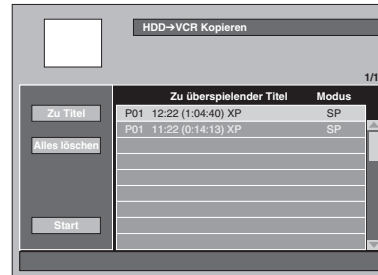 HDD→VCR Kopieren
1/1
Zu überspielender Titel Modus
Zu Titel
P01 12:22 (1:04:40) XP SP
P01 11:22 (0:14:13) XP SP
Alles löschen
Start